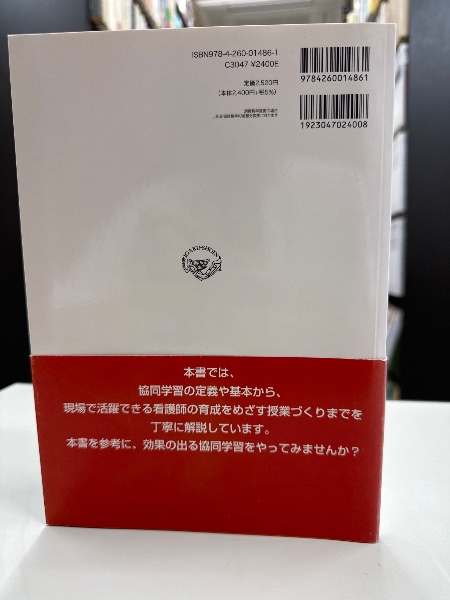 ISBN978-4-260-01486-1
C3047 ¥2400E
定価2,520円
(本体2,400円+税5%)
9784260014861
1923047024008
IGAKU-SHOIN
本書では、
協同学習の定義や基本から、
現場で活躍できる看護師の育成をめざす授業づくりまでを
丁寧に解説しています。
本書を参考に、効果の出る協同学習をやってみませんか？